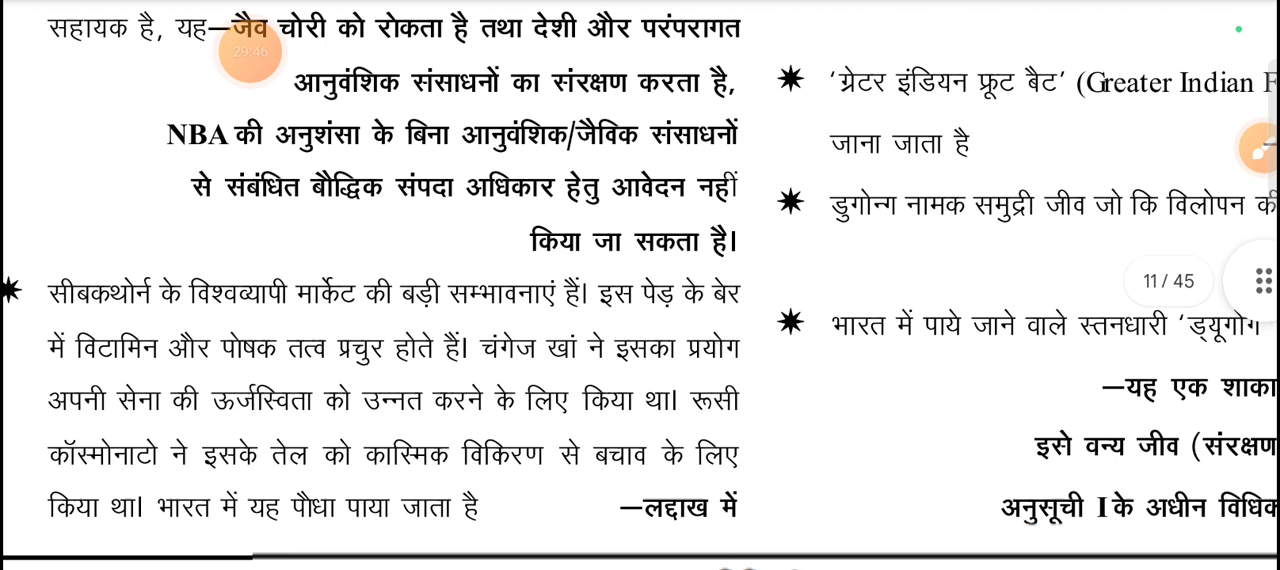 सहायक है, यह—जैव चोरी को रोकता है तथा देशी और परंपरागत
29:46
आनुवंशिक संसाधनों का संरक्षण करता है,
NBA की अनुशंसा के बिना आनुवंशिक/जैविक संसाधनों
से संबंधित बौद्धिक संपदा अधिकार हेतु आवेदन नहीं
किया जा सकता है।
✷ सीबकथोर्न के विश्वव्यापी मार्केट की बड़ी सम्भावनाएं हैं। इस पेड़ के बेर
में विटामिन और पोषक तत्व प्रचुर होते हैं। चंगेज खां ने इसका प्रयोग
अपनी सेना की ऊर्जस्विता को उन्नत करने के लिए किया था। रूसी
कॉस्मोनाटो ने इसके तेल को कास्मिक विकिरण से बचाव के लिए
किया था। भारत में यह पौधा पाया जाता है —लद्दाख में
✷ ‘ग्रेटर इंडियन फ्रूट बैट’ (Greater Indian
जाना जाता है
✷ डुगोन्ग नामक समुद्री जीव जो कि विलोपन की
11 / 45
✷ भारत में पाये जाने वाले स्तनधारी ‘ड्यूगोंग
—यह एक
इसे वन्य जीव (संरक्षण
अनुसूची I के अधीन